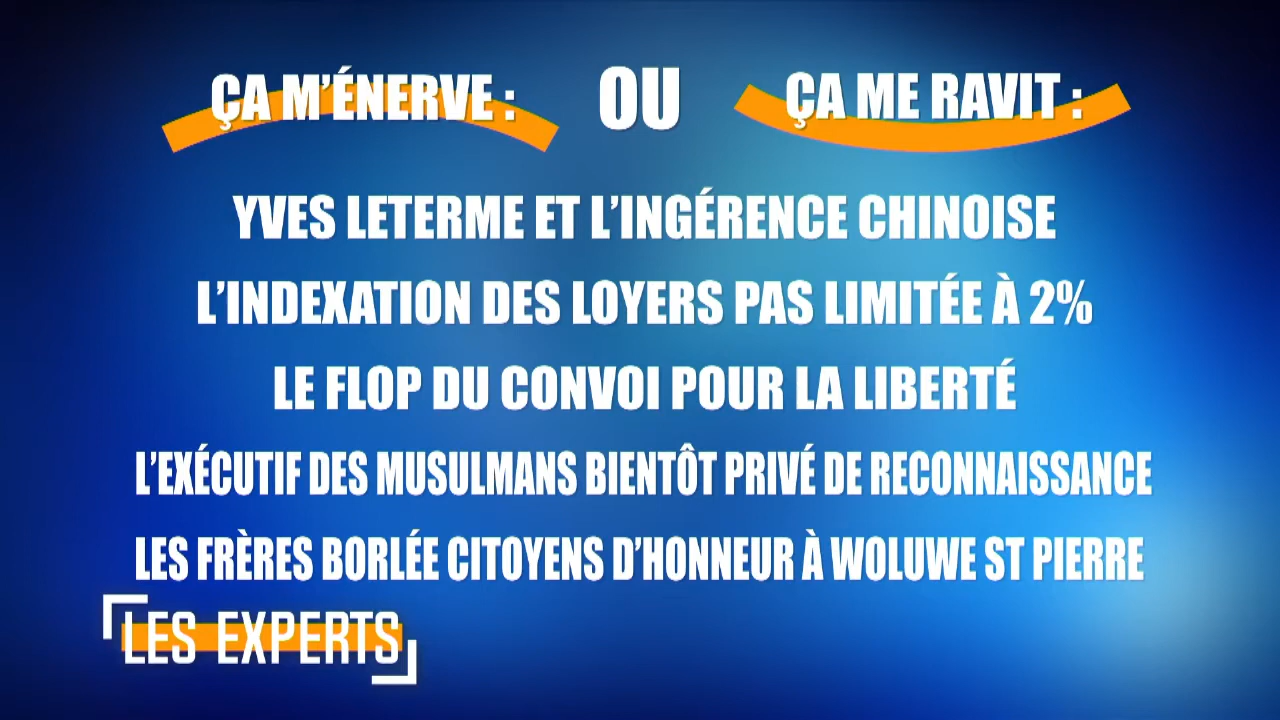 ÇA M'ÉNERVE : OU ÇA ME RAVIT :
YVES LETERME ET L'INGÉRENCE CHINOISE
L'INDEXATION DES LOYERS PAS LIMITÉE À 2%
LE FLOP DU CONVOI POUR LA LIBERTÉ
L'EXÉCUTIF DES MUSULMANS BIENTÔT PRIVÉ DE RECONNAISSANCE
LES FRÈRES BORLÉE CITOYENS D'HONNEUR À WOLUWE ST PIERRE
LES EXPERTS